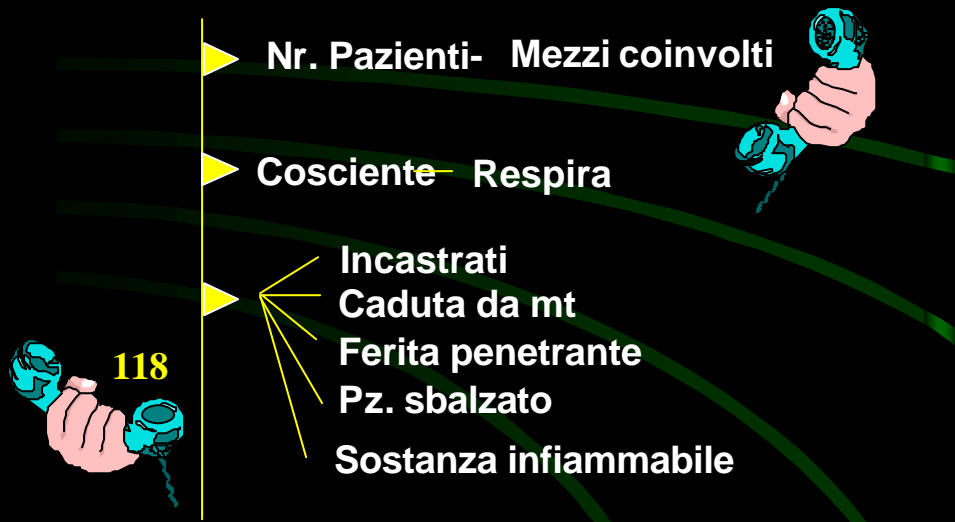 Nr. Pazienti- Mezzi coinvolti
Cosciente Respira
Incastrati
Caduta da mt
Ferita penetrante
118
Pz. sbalzato
Sostanza infiammabile